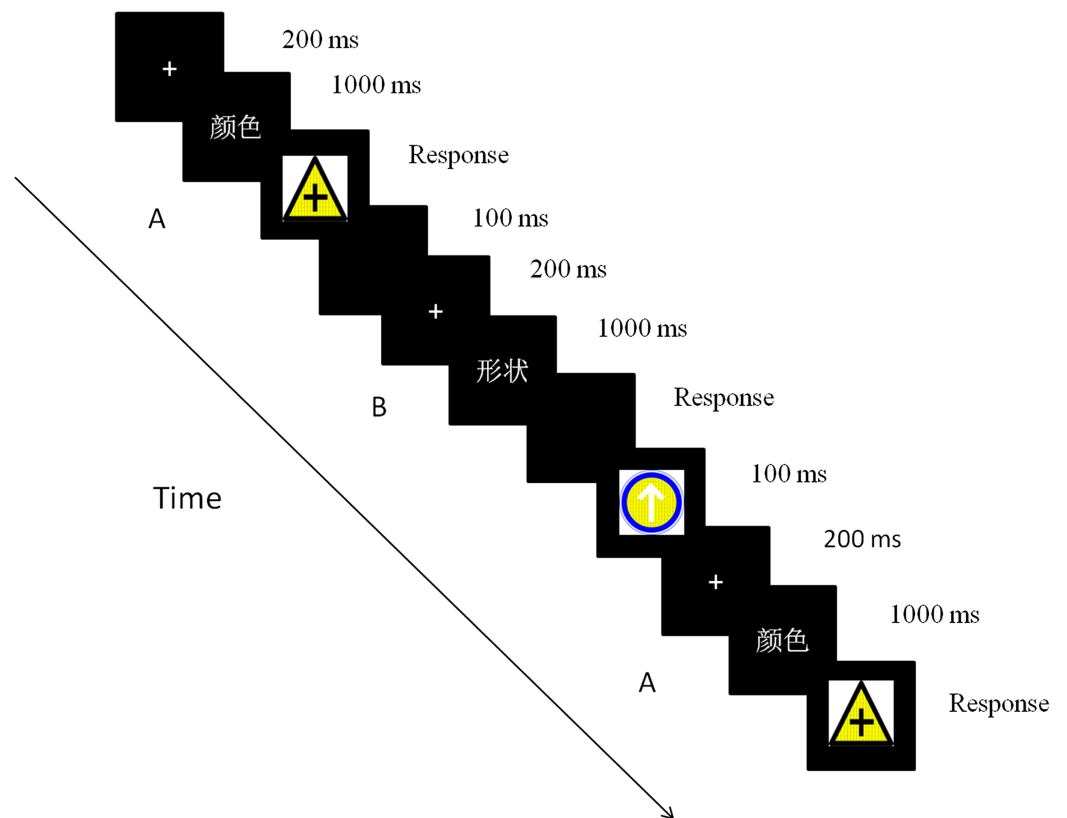 +
200 ms
颜色
1000 ms
+
Response
A
100 ms
+
200 ms
形状
1000 ms
B
Response
100 ms
Time
+
200 ms
颜色
1000 ms
A
+
Response